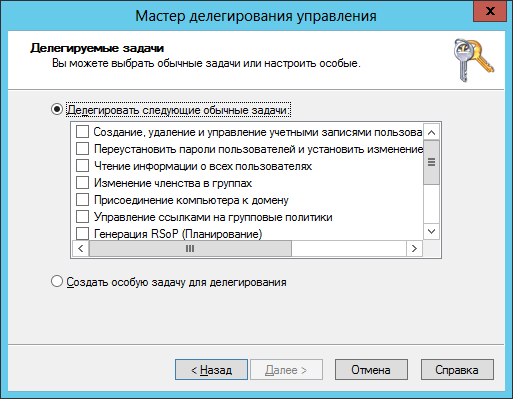 Мастер делегирования управления
x
Делегируемые задачи
Вы можете выбрать обычные задачи или настроить особые.
Делегировать следующие обычные задачи:
Создание, удаление и управление учетными записями пользова
Переустановить пароли пользователей и установить изменение
Чтение информации о всех пользователях
Изменение членства в группах
Присоединение компьютера к домену
Управление ссылками на групповые политики
Генерация RSoP (Планирование)
Создать особую задачу для делегирования
< Назад Далее > Отмена Справка